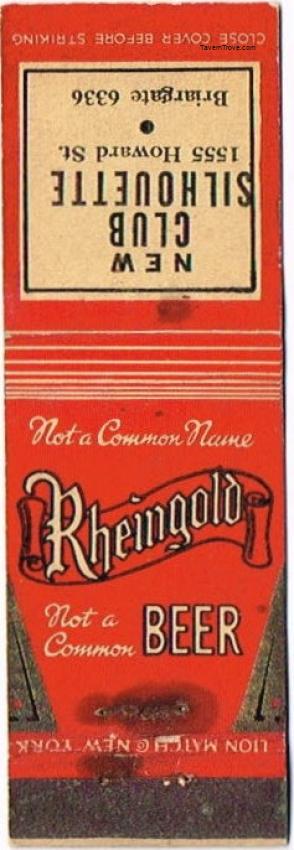 CLOSE COVER BEFORE STRIKING
TavernTrove.com
NEW
CLUB
SILHOUETTE
1555 Howard St.
Briargate 6336
Not a Common Name
Rheingold
Not a
Common BEER
LION MATCH © NEW YORK